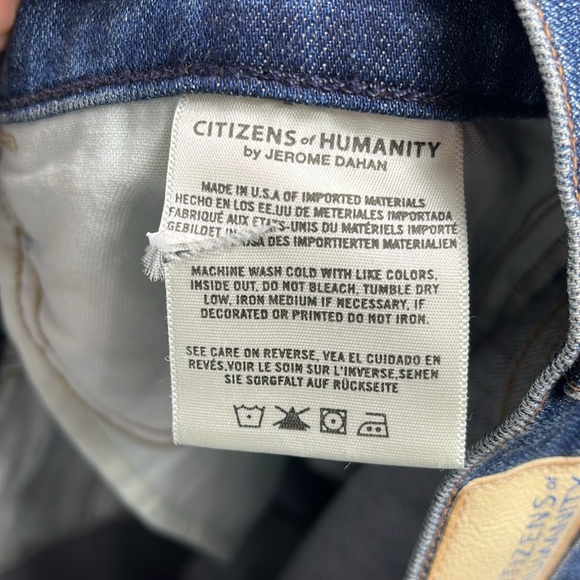 CITIZENS of HUMANITY
by JEROME DAHAN
MADE IN U.S.A OF IMPORTED MATERIALS
HECHO EN LOS EE.UU DE METERIALES IMPORTADA
FABRIQUÉ AUX ETATS-UNIS DU MATÉRIELS IMPORTÉ
GEBILDET IN USA DES IMPORTIERTEN MATERIALIEN
MACHINE WASH COLD WITH LIKE COLORS,
INSIDE OUT, DO NOT BLEACH, TUMBLE DRY
LOW, IRON MEDIUM IF NECESSARY, IF
DECORATED OR PRINTED DO NOT IRON.
SEE CARE ON REVERSE, VEA EL CUIDADO EN
REVÉS,VOIR LE SOIN SUR L'INVERSE,SEHEN
SIE SORGFALT AUF RÜCKSEITE
CITIZENS of
HUMANITY